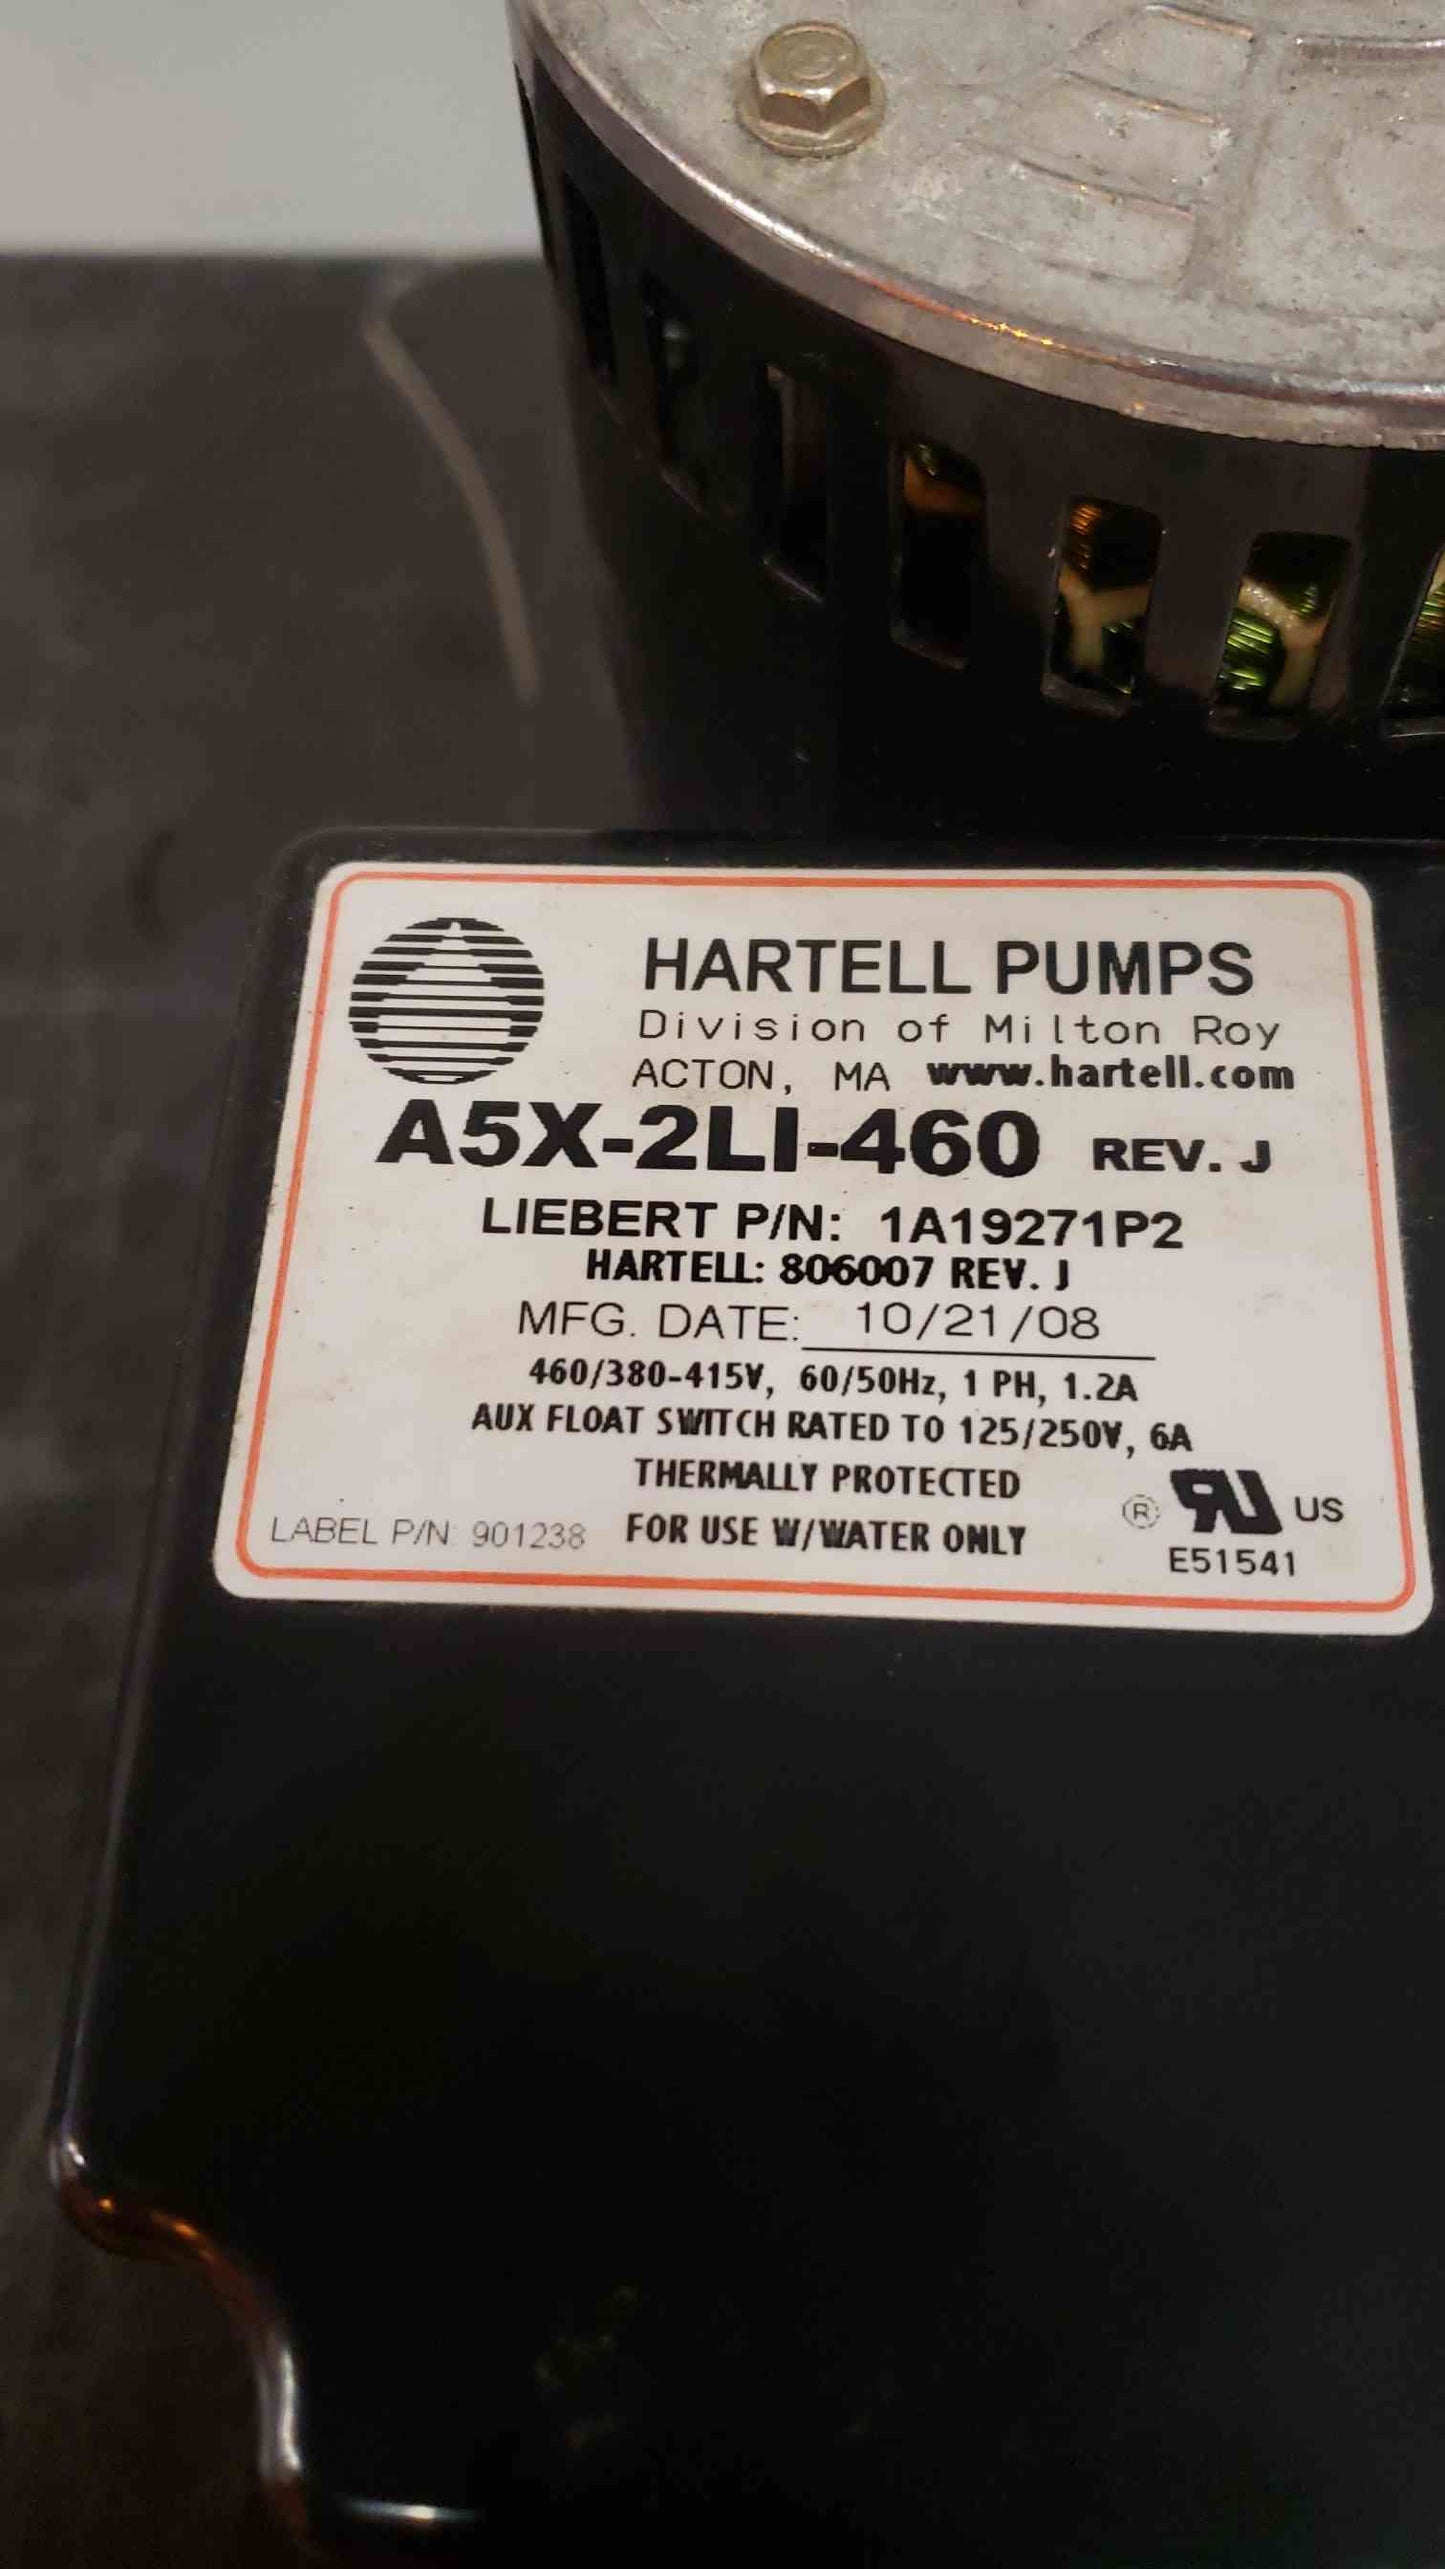 HARTELL PUMPS
Division of Milton Roy
ACTON, MA www.hartell.com
A5X-2LI-460 REV. J
LIEBERT P/N: 1A19271P2
HARTELL: 806007 REV. J
MFG. DATE: 10/21/08
460/380-415V, 60/50Hz, 1 PH, 1.2A
AUX FLOAT SWITCH RATED TO 125/250V, 6A
THERMALLY PROTECTED
® RU US
LABEL P/N: 901238 FOR USE W/WATER ONLY
E51541